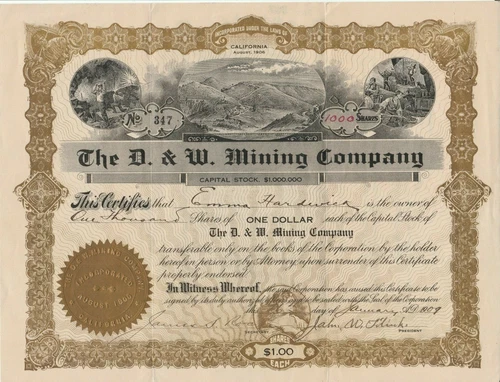 INCORPORATED UNDER THE LAWS OF
CALIFORNIA
AUGUST, 1906
No 347
1000 SHARES
The D. & W. Mining Company
CAPITAL STOCK, $1,000,000
This Certifies that Emma Hardwick is the owner of
One Thousand Shares of ONE DOLLAR each of the Capital Stock of
The D. & W. Mining Company
transferable only on the books of the Corporation by the holder
hereof in person or by Attorney upon surrender of this Certificate
properly endorsed.
In Witness Whereof, the said Corporation has caused this Certificate to be
signed by its duly authorized officers and to be sealed with the Seal of the Corporation
day of January A.D. 1909
INCORPORATED
AUGUST
James
John W.
SHARES
$1.00
EACH